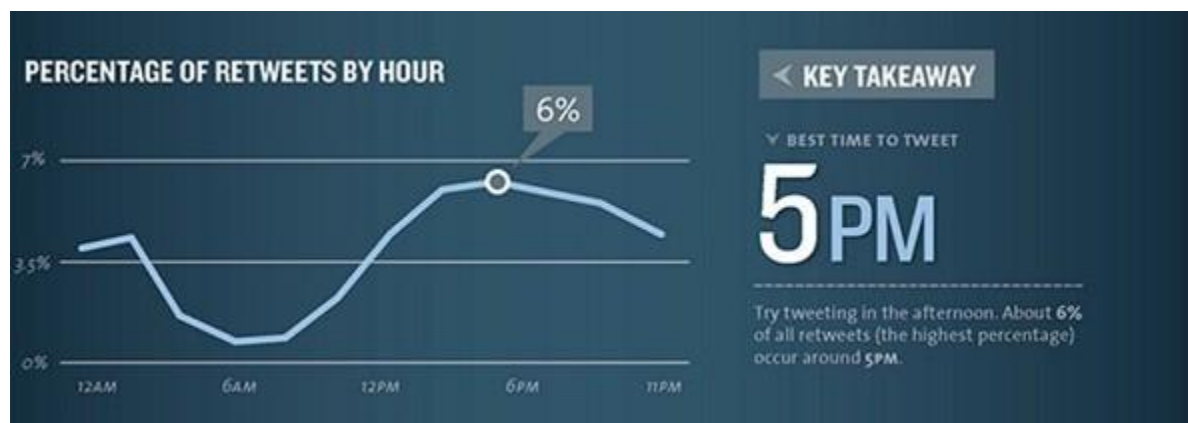 PERCENTAGE OF RETWEETS BY HOUR
6%
7%
3.5%
0%
12AM 6AM 12PM 6PM 11PM
KEY TAKEAWAY
BEST TIME TO TWEET
5PM
Try tweeting in the afternoon. About 6%
of all retweets (the highest percentage)
occur around 5PM.